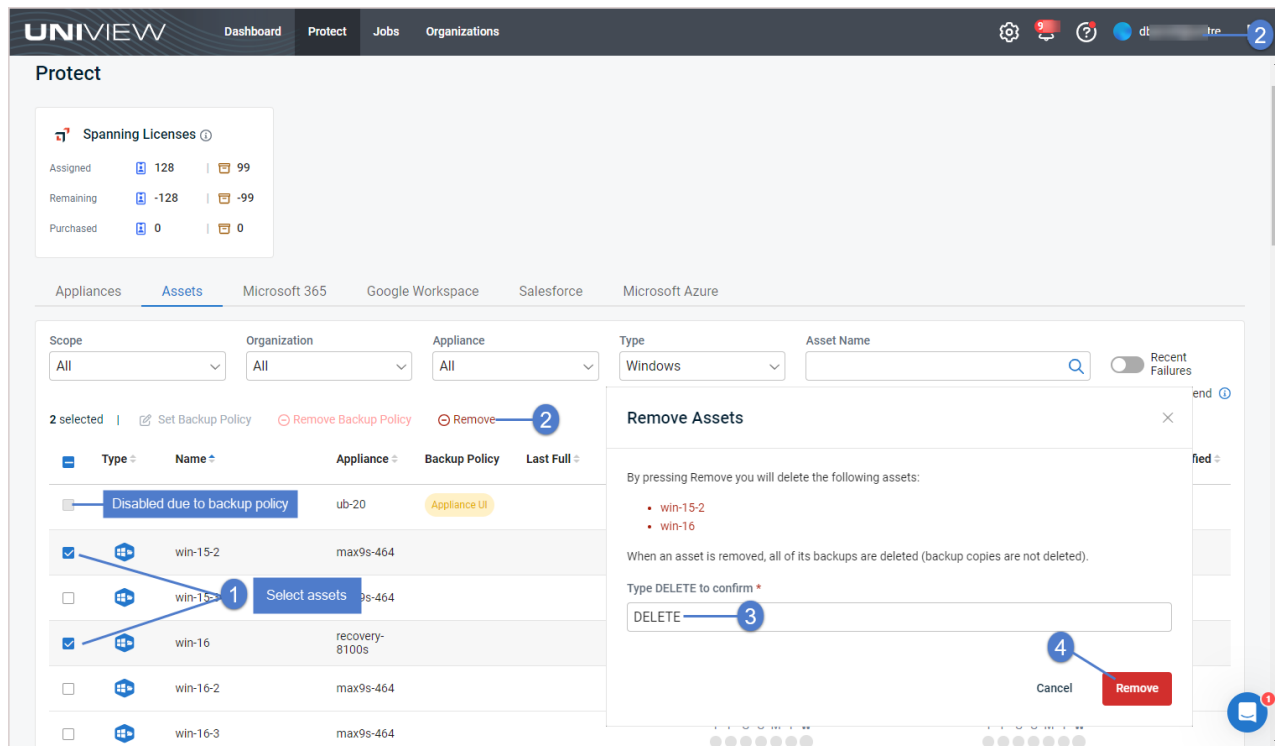 UNIVIEW
Dashboard Protect Jobs Organizations
9
2
Protect
Spanning Licenses
Assigned 128 | 99
Remaining -128 | -99
Purchased 0 | 0
Appliances Assets Microsoft 365 Google Workspace Salesforce Microsoft Azure
Scope Organization Appliance Type Asset Name
All All All Windows
Recent
Failures
2 selected | Set Backup Policy Remove Backup Policy Remove 2
Type Name Appliance Backup Policy Last Full
Disabled due to backup policy ub-20 Appliance UI
win-15-2 max9s-464
1 Select assets
win-16 recovery-
8100s
win-16-2 max9s-464
win-16-3 max9s-464
Remove Assets
By pressing Remove you will delete the following assets:
• win-15-2
• win-16
When an asset is removed, all of its backups are deleted (backup copies are not deleted).
Type DELETE to confirm *
DELETE 3
4
Cancel Remove
1